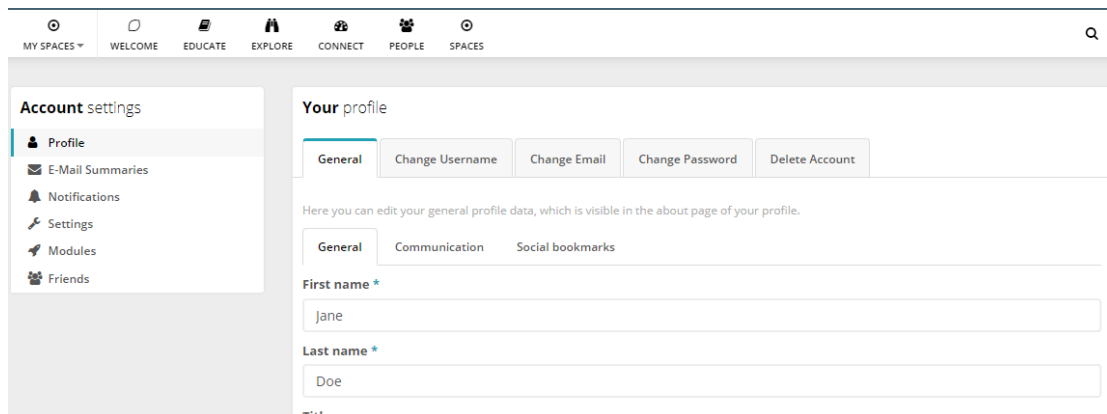 MY SPACES WELCOME EDUCATE EXPLORE CONNECT PEOPLE SPACES
Account settings
Profile
E-Mail Summaries
Notifications
Settings
Modules
Friends
Your profile
General Change Username Change Email Change Password Delete Account
Here you can edit your general profile data, which is visible in the about page of your profile.
General Communication Social bookmarks
First name *
Jane
Last name *
Doe